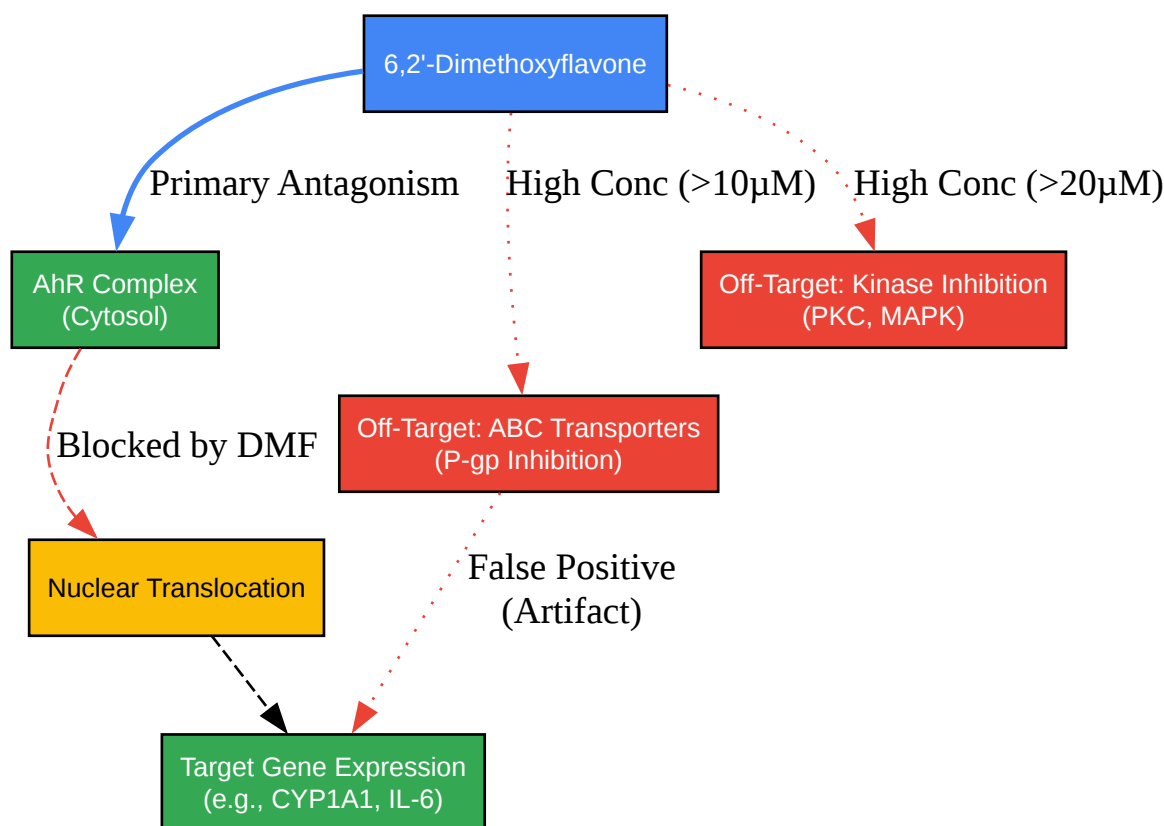 6,2'-Dimethoxyflavone
Primary Antagonism
High Conc (>10µM)
High Conc (>20µM)
AhR Complex
(Cytosol)
Off-Target: Kinase Inhibition
(PKC, MAPK)
Blocked by DMF
Off-Target: ABC Transporters
(P-gp Inhibition)
Nuclear Translocation
False Positive
(Artifact)
Target Gene Expression
(e.g., CYP1A1, IL-6)